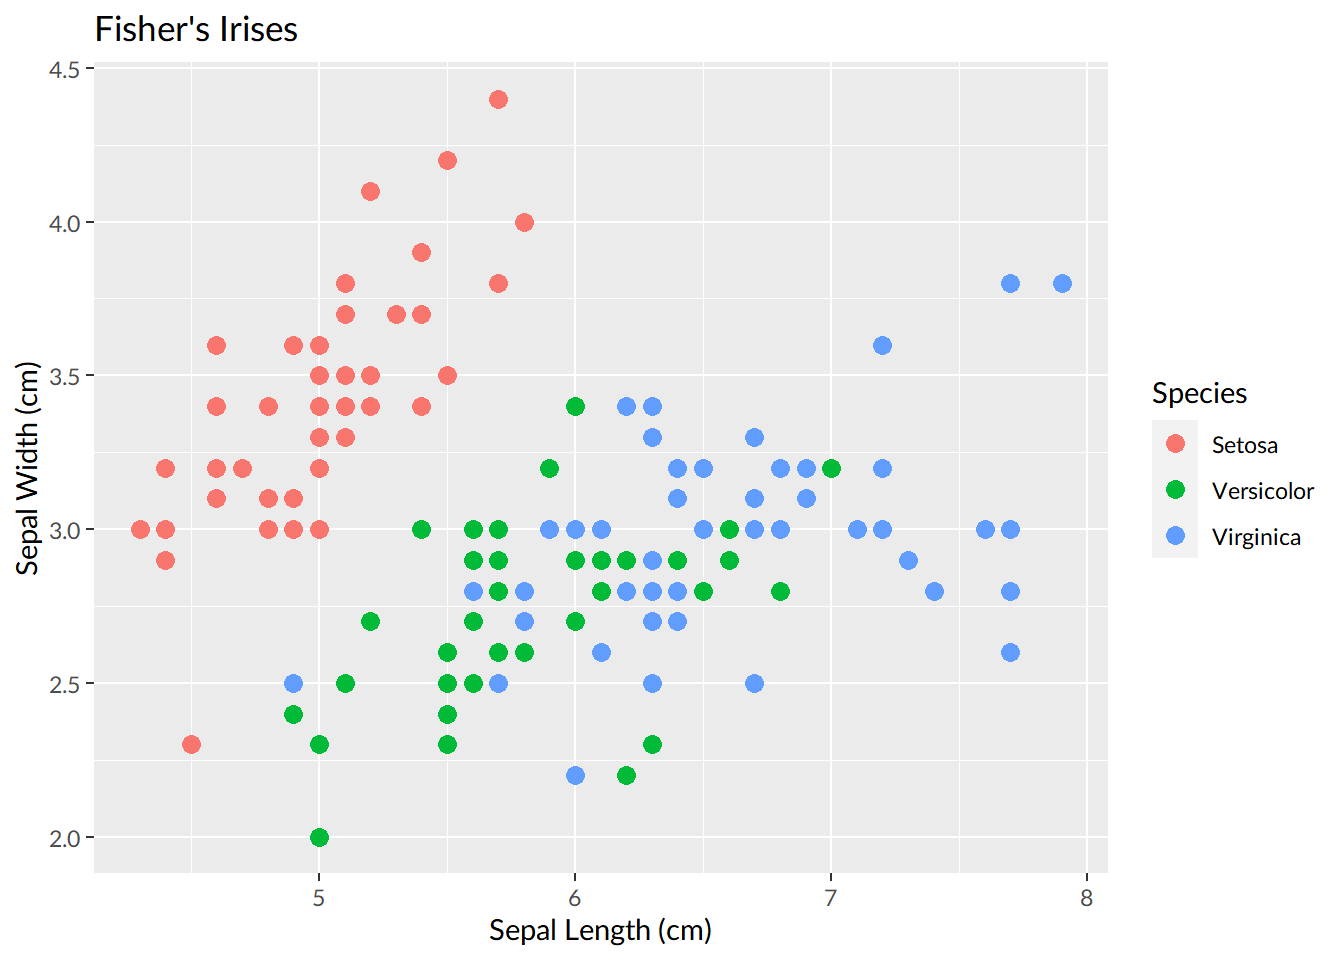 Fisher's Irises
4.5
4.0
3.5
3.0
2.5
2.0
Sepal Width (cm)
5
6
7
8
Sepal Length (cm)
Species
Setosa
Versicolor
Virginica